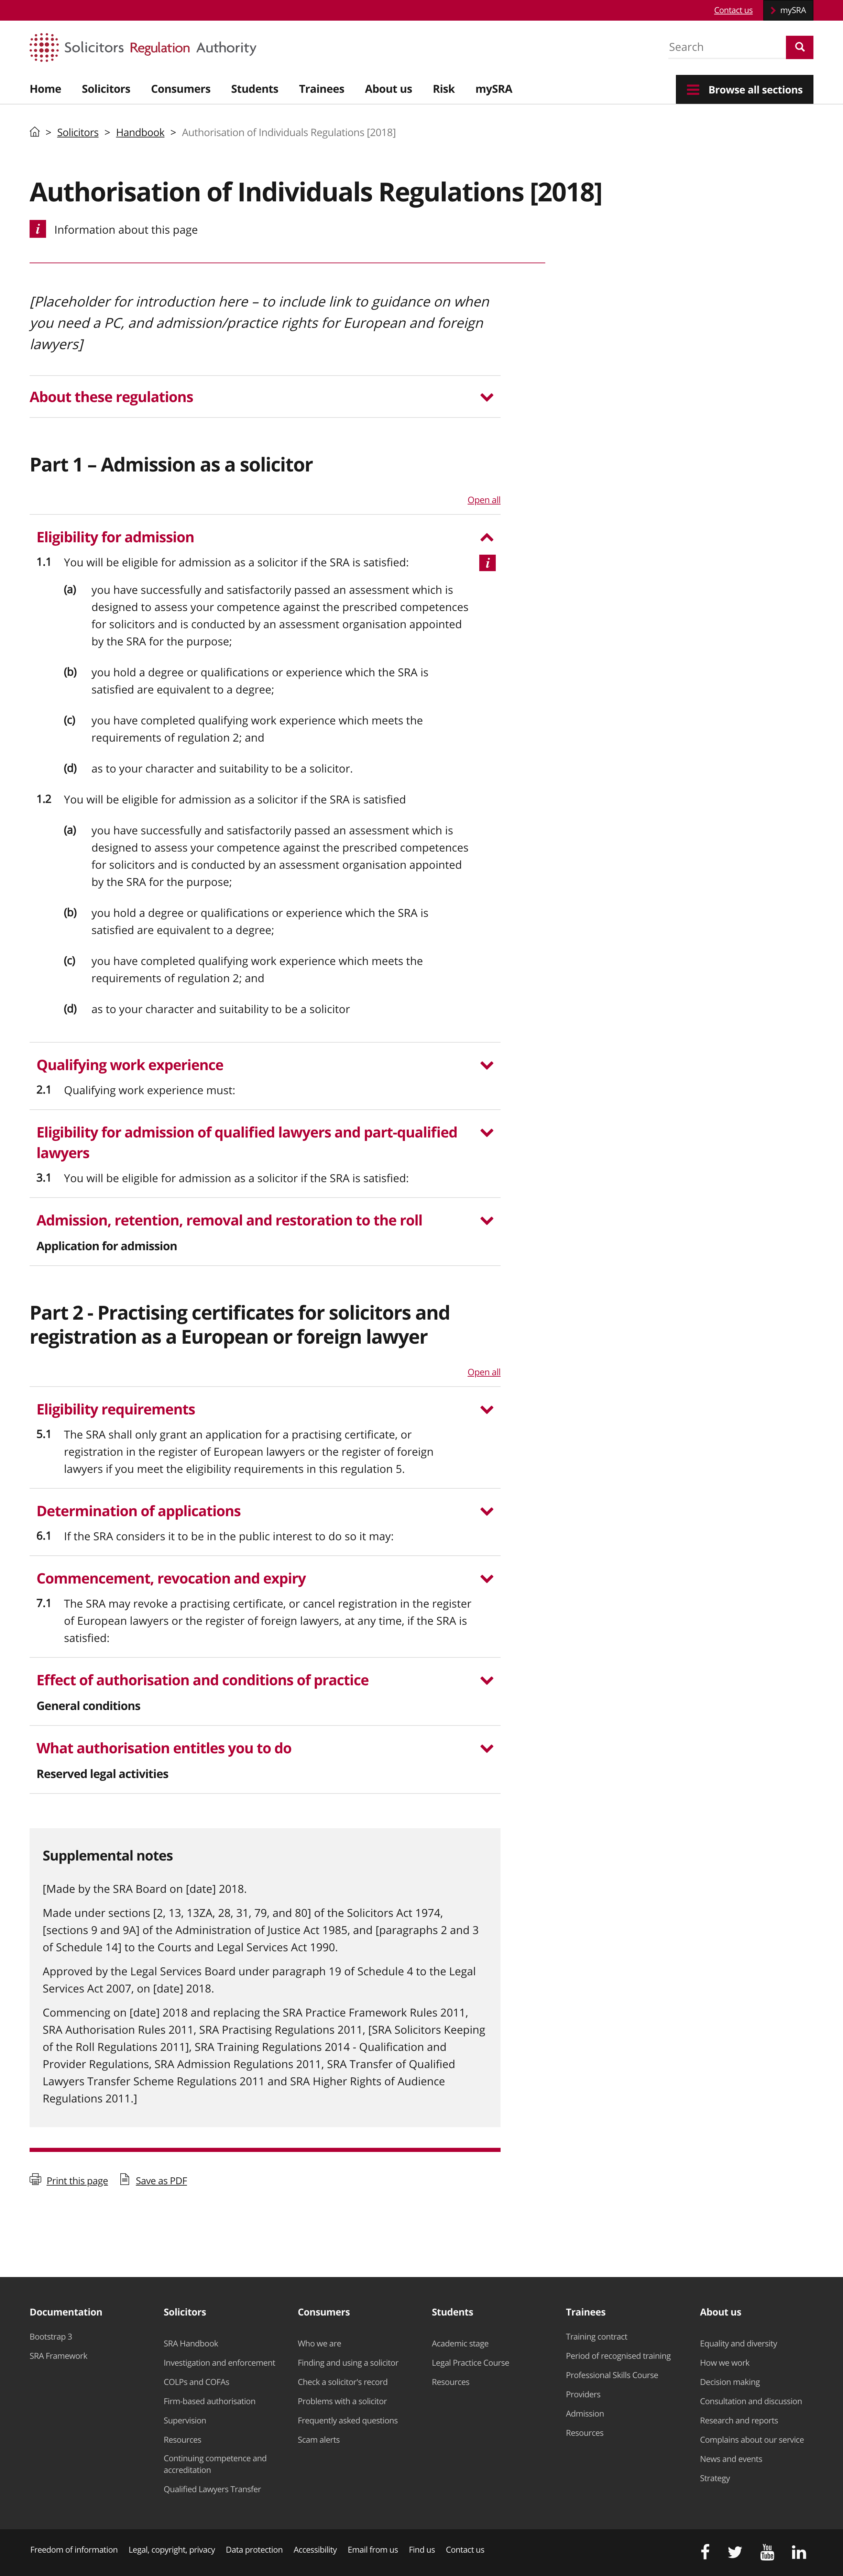 Contact us
mySRA
Solicitors Regulation Authority
Search
Home Solicitors Consumers Students Trainees About us Risk mySRA
Browse all sections
> Solicitors > Handbook > Authorisation of Individuals Regulations [2018]
Authorisation of Individuals Regulations [2018]
i Information about this page
[Placeholder for introduction here – to include link to guidance on when
you need a PC, and admission/practice rights for European and foreign
lawyers]
About these regulations
Part 1 – Admission as a solicitor
Open all
Eligibility for admission
1.1 You will be eligible for admission as a solicitor if the SRA is satisfied:
i
(a) you have successfully and satisfactorily passed an assessment which is
designed to assess your competence against the prescribed competences
for solicitors and is conducted by an assessment organisation appointed
by the SRA for the purpose;
(b) you hold a degree or qualifications or experience which the SRA is
satisfied are equivalent to a degree;
(c) you have completed qualifying work experience which meets the
requirements of regulation 2; and
(d) as to your character and suitability to be a solicitor.
1.2 You will be eligible for admission as a solicitor if the SRA is satisfied
(a) you have successfully and satisfactorily passed an assessment which is
designed to assess your competence against the prescribed competences
for solicitors and is conducted by an assessment organisation appointed
by the SRA for the purpose;
(b) you hold a degree or qualifications or experience which the SRA is
satisfied are equivalent to a degree;
(c) you have completed qualifying work experience which meets the
requirements of regulation 2; and
(d) as to your character and suitability to be a solicitor
Qualifying work experience
2.1 Qualifying work experience must:
Eligibility for admission of qualified lawyers and part-qualified
lawyers
3.1 You will be eligible for admission as a solicitor if the SRA is satisfied:
Admission, retention, removal and restoration to the roll
Application for admission
Part 2 - Practising certificates for solicitors and
registration as a European or foreign lawyer
Open all
Eligibility requirements
5.1 The SRA shall only grant an application for a practising certificate, or
registration in the register of European lawyers or the register of foreign
lawyers if you meet the eligibility requirements in this regulation 5.
Determination of applications
6.1 If the SRA considers it to be in the public interest to do so it may:
Commencement, revocation and expiry
7.1 The SRA may revoke a practising certificate, or cancel registration in the register
of European lawyers or the register of foreign lawyers, at any time, if the SRA is
satisfied:
Effect of authorisation and conditions of practice
General conditions
What authorisation entitles you to do
Reserved legal activities
Supplemental notes
[Made by the SRA Board on [date] 2018.
Made under sections [2, 13, 13ZA, 28, 31, 79, and 80] of the Solicitors Act 1974,
[sections 9 and 9A] of the Administration of Justice Act 1985, and [paragraphs 2 and 3
of Schedule 14] to the Courts and Legal Services Act 1990.
Approved by the Legal Services Board under paragraph 19 of Schedule 4 to the Legal
Services Act 2007, on [date] 2018.
Commencing on [date] 2018 and replacing the SRA Practice Framework Rules 2011,
SRA Authorisation Rules 2011, SRA Practising Regulations 2011, [SRA Solicitors Keeping
of the Roll Regulations 2011], SRA Training Regulations 2014 - Qualification and
Provider Regulations, SRA Admission Regulations 2011, SRA Transfer of Qualified
Lawyers Transfer Scheme Regulations 2011 and SRA Higher Rights of Audience
Regulations 2011.]
Print this page Save as PDF
Documentation
Bootstrap 3
SRA Framework
Solicitors
SRA Handbook
Investigation and enforcement
COLPs and COFAs
Firm-based authorisation
Supervision
Resources
Continuing competence and
accreditation
Qualified Lawyers Transfer
Consumers
Who we are
Finding and using a solicitor
Check a solicitor's record
Problems with a solicitor
Frequently asked questions
Scam alerts
Students
Academic stage
Legal Practice Course
Resources
Trainees
Training contract
Period of recognised training
Professional Skills Course
Providers
Admission
Resources
About us
Equality and diversity
How we work
Decision making
Consultation and discussion
Research and reports
Complains about our service
News and events
Strategy
Freedom of information Legal, copyright, privacy Data protection Accessibility Email from us Find us Contact us
You
Tube
in